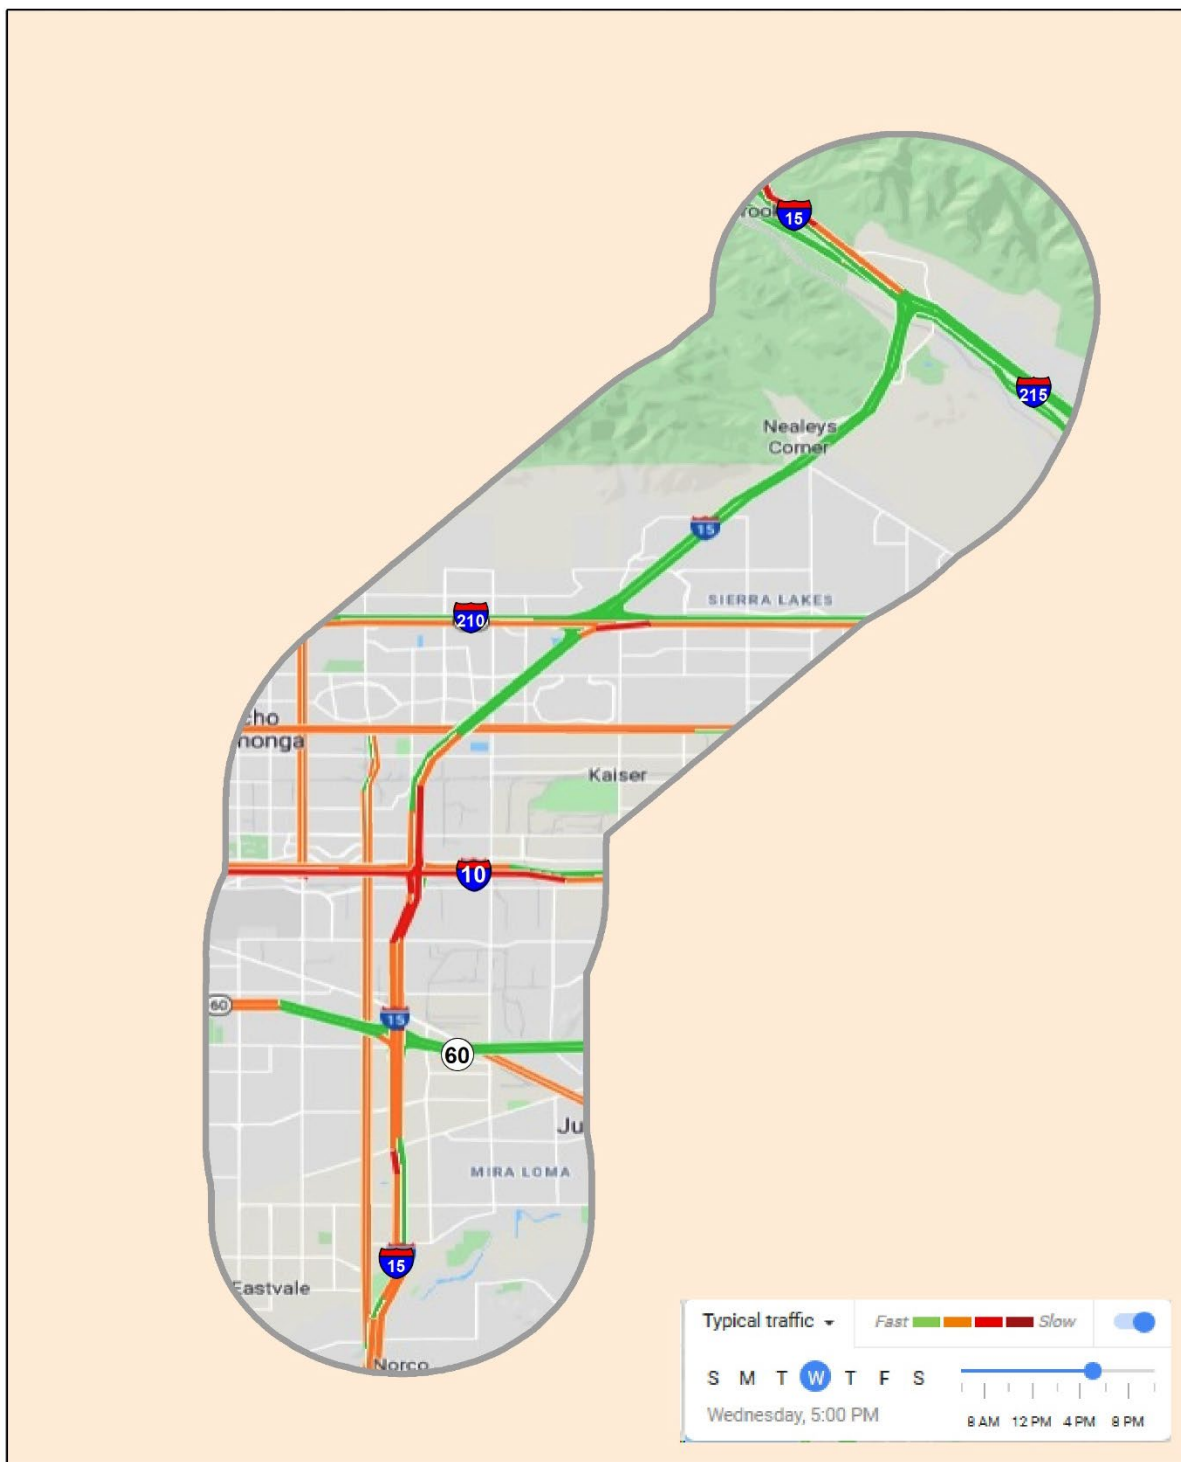 15
215
Nealeys
Corner
15
SIERRA LAKES
210
cho
nonga
Kaiser
10
60
15
60
Ju
MIRA LOMA
15
Eastvale
Norco
Typical traffic
Fast
Slow
S M T W T F S
Wednesday, 5:00 PM
8 AM 12 PM 4 PM 8 PM